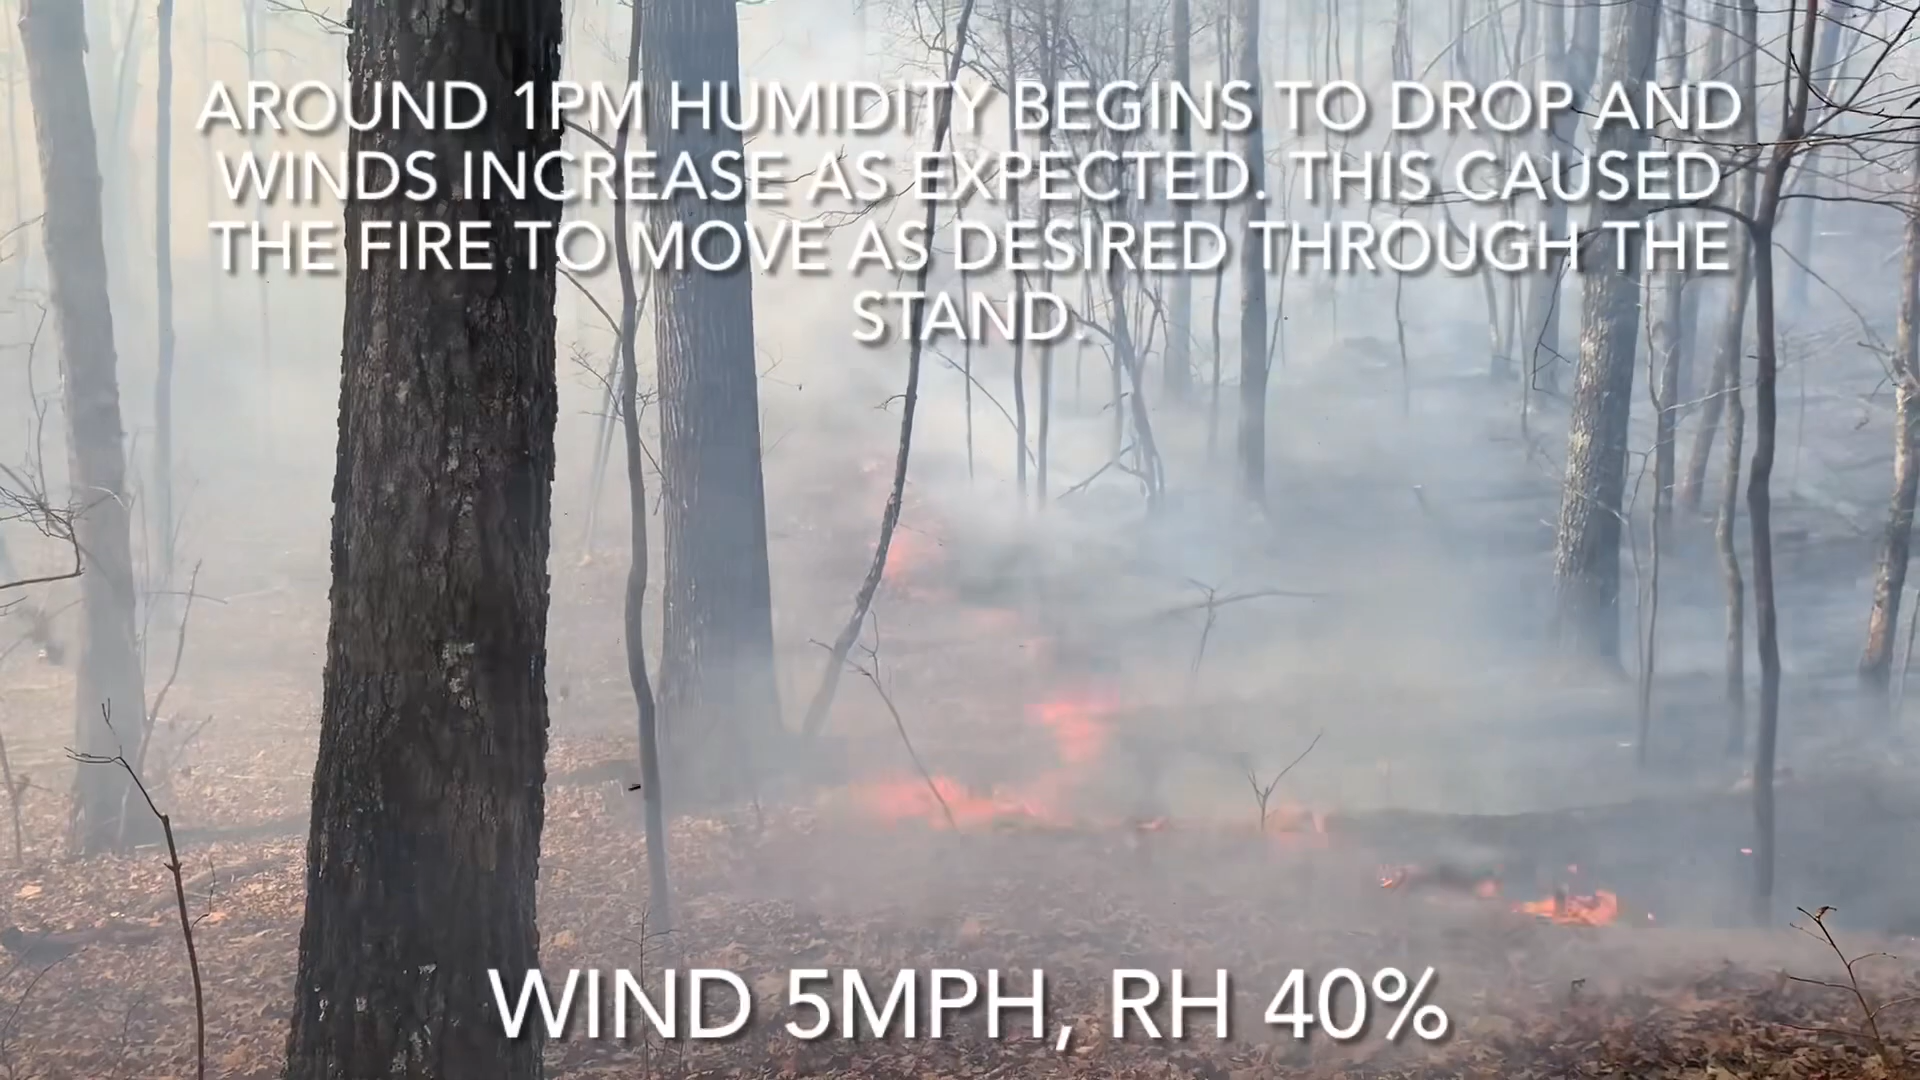 AROUND 1PM HUMIDITY BEGINS TO DROP AND
WINDS INCREASE AS EXPECTED. THIS CAUSED
THE FIRE TO MOVE AS DESIRED THROUGH THE
STAND.
WIND 5MPH, RH 40%